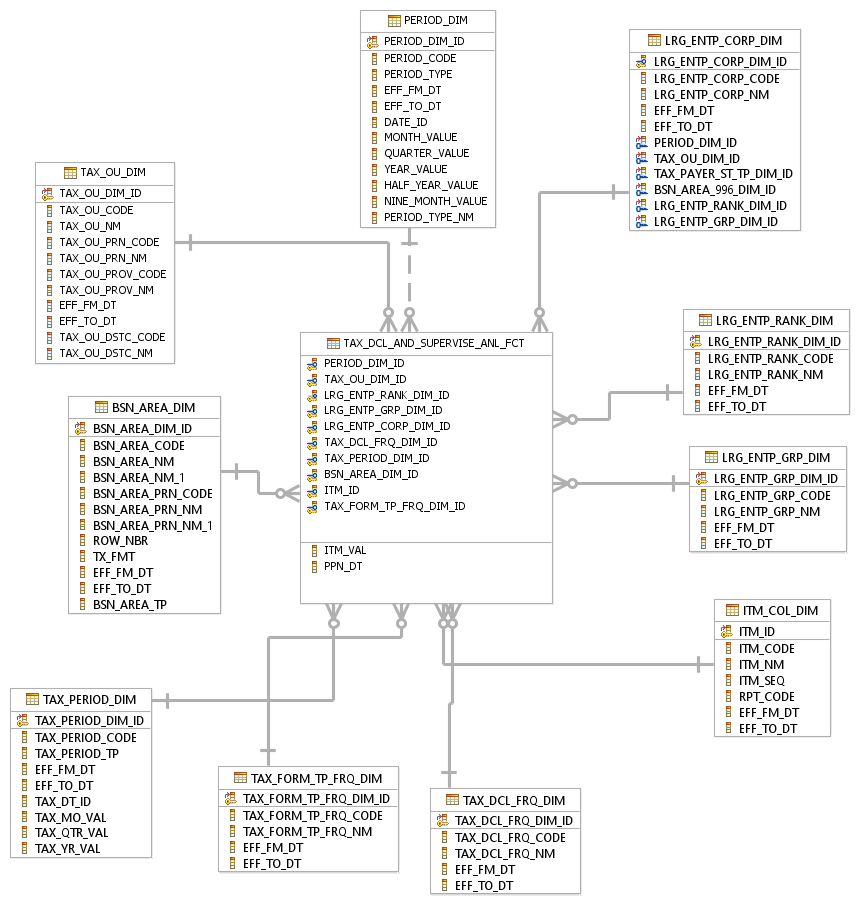 PERIOD_DIM
PERIOD_DIM_ID
PERIOD_CODE
PERIOD_TYPE
EFF_FM_DT
EFF_TO_DT
DATE_ID
MONTH_VALUE
QUARTER_VALUE
YEAR_VALUE
HALF_YEAR_VALUE
NINE_MONTH_VALUE
PERIOD_TYPE_NM
LRG_ENTP_CORP_DIM
LRG_ENTP_CORP_DIM_ID
LRG_ENTP_CORP_CODE
LRG_ENTP_CORP_NM
EFF_FM_DT
EFF_TO_DT
PERIOD_DIM_ID
TAX_OU_DIM_ID
TAX_PAYER_ST_TP_DIM_ID
BSN_AREA_996_DIM_ID
LRG_ENTP_RANK_DIM_ID
LRG_ENTP_GRP_DIM_ID
TAX_OU_DIM
TAX_OU_DIM_ID
TAX_OU_CODE
TAX_OU_NM
TAX_OU_PRN_CODE
TAX_OU_PRN_NM
TAX_OU_PROV_CODE
TAX_OU_PROV_NM
EFF_FM_DT
EFF_TO_DT
TAX_OU_DSTC_CODE
TAX_OU_DSTC_NM
TAX_DCL_AND_SUPERVISE_ANL_FCT
PERIOD_DIM_ID
TAX_OU_DIM_ID
LRG_ENTP_RANK_DIM_ID
LRG_ENTP_GRP_DIM_ID
LRG_ENTP_CORP_DIM_ID
TAX_DCL_FRQ_DIM_ID
TAX_PERIOD_DIM_ID
BSN_AREA_DIM_ID
ITM_ID
TAX_FORM_TP_FRQ_DIM_ID
ITM_VAL
PPN_DT
LRG_ENTP_RANK_DIM
LRG_ENTP_RANK_DIM_ID
LRG_ENTP_RANK_CODE
LRG_ENTP_RANK_NM
EFF_FM_DT
EFF_TO_DT
BSN_AREA_DIM
BSN_AREA_DIM_ID
BSN_AREA_CODE
BSN_AREA_NM
BSN_AREA_NM_1
BSN_AREA_PRN_CODE
BSN_AREA_PRN_NM
BSN_AREA_PRN_NM_1
ROW_NBR
TX_FMT
EFF_FM_DT
EFF_TO_DT
BSN_AREA_TP
LRG_ENTP_GRP_DIM
LRG_ENTP_GRP_DIM_ID
LRG_ENTP_GRP_CODE
LRG_ENTP_GRP_NM
EFF_FM_DT
EFF_TO_DT
ITM_COL_DIM
ITM_ID
ITM_CODE
ITM_NM
ITM_SEQ
RPT_CODE
EFF_FM_DT
EFF_TO_DT
TAX_PERIOD_DIM
TAX_PERIOD_DIM_ID
TAX_PERIOD_CODE
TAX_PERIOD_TP
EFF_FM_DT
EFF_TO_DT
TAX_DT_ID
TAX_MO_VAL
TAX_QTR_VAL
TAX_YR_VAL
TAX_FORM_TP_FRQ_DIM
TAX_FORM_TP_FRQ_DIM_ID
TAX_FORM_TP_FRQ_CODE
TAX_FORM_TP_FRQ_NM
EFF_FM_DT
EFF_TO_DT
TAX_DCL_FRQ_DIM
TAX_DCL_FRQ_DIM_ID
TAX_DCL_FRQ_CODE
TAX_DCL_FRQ_NM
EFF_FM_DT
EFF_TO_DT